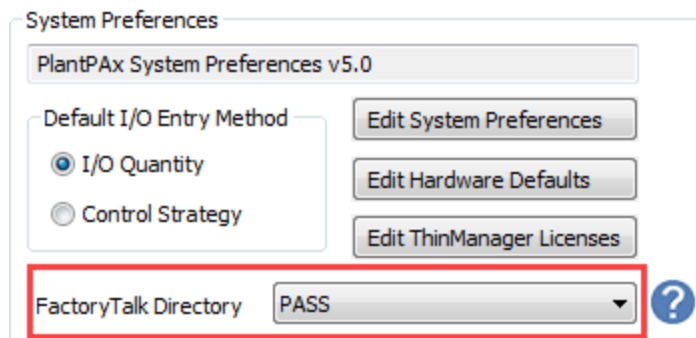 System Preferences
PlantPAx System Preferences v5.0
Default I/O Entry Method
I/O Quantity
Control Strategy
Edit System Preferences
Edit Hardware Defaults
Edit ThinManager Licenses
FactoryTalk Directory PASS ?